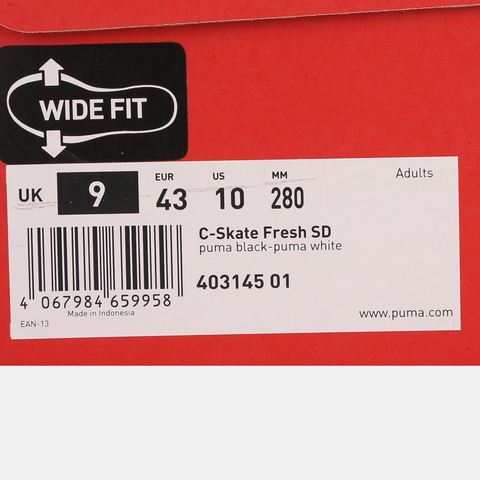 WIDE FIT
Adults
UK 9 EUR 43 US 10 MM 280
C-Skate Fresh SD
puma black-puma white
403145 01
4 067984 659958
Made in Indonesia
EAN-13
www.puma.com